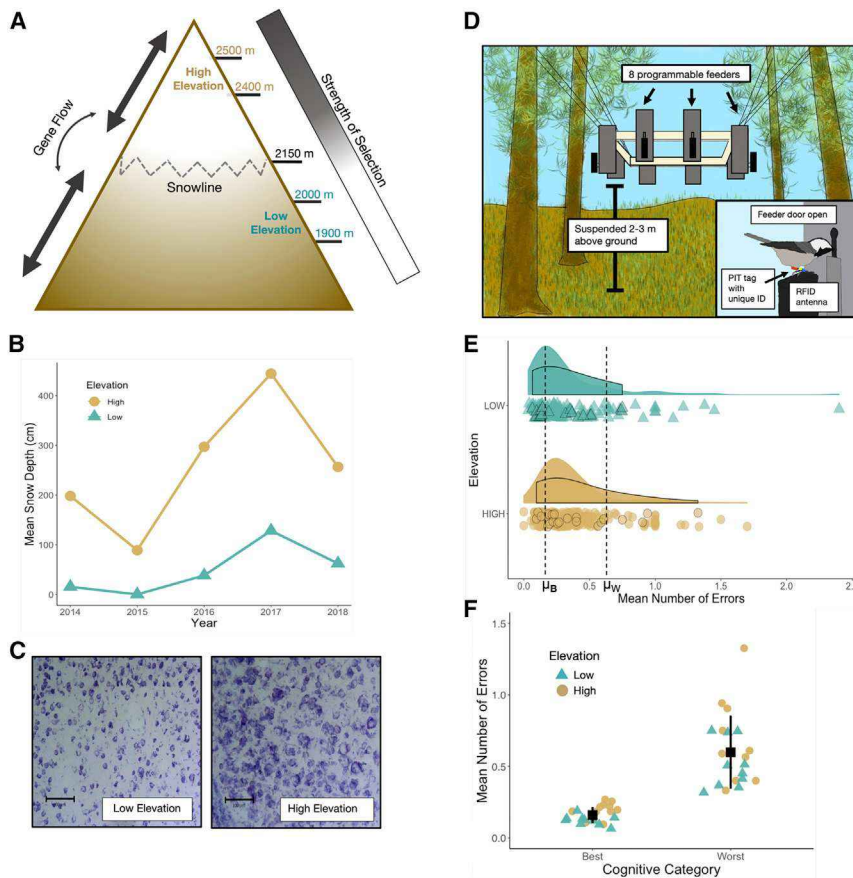 A
2500 m
High
Elevation
2400 m
Gene Flow
Strength of Selection
2150 m
Snowline
2000 m
Low
Elevation
1900 m
B
Elevation
High
Low
Mean Snow Depth (cm)
400
300
200
100
0
2014 2015 2016 2017 2018
Year
C
Low Elevation
High Elevation
D
8 programmable feeders
Suspended 2-3 m
above ground
Feeder door open
PIT tag
with
unique ID
RFID
antenna
E
LOW
HIGH
Elevation
0.0 0.5 1.0 1.5 2.0 2.5
μB μW
Mean Number of Errors
F
Elevation
Low
High
Mean Number of Errors
1.5
1.0
0.5
0.0
Best Worst
Cognitive Category